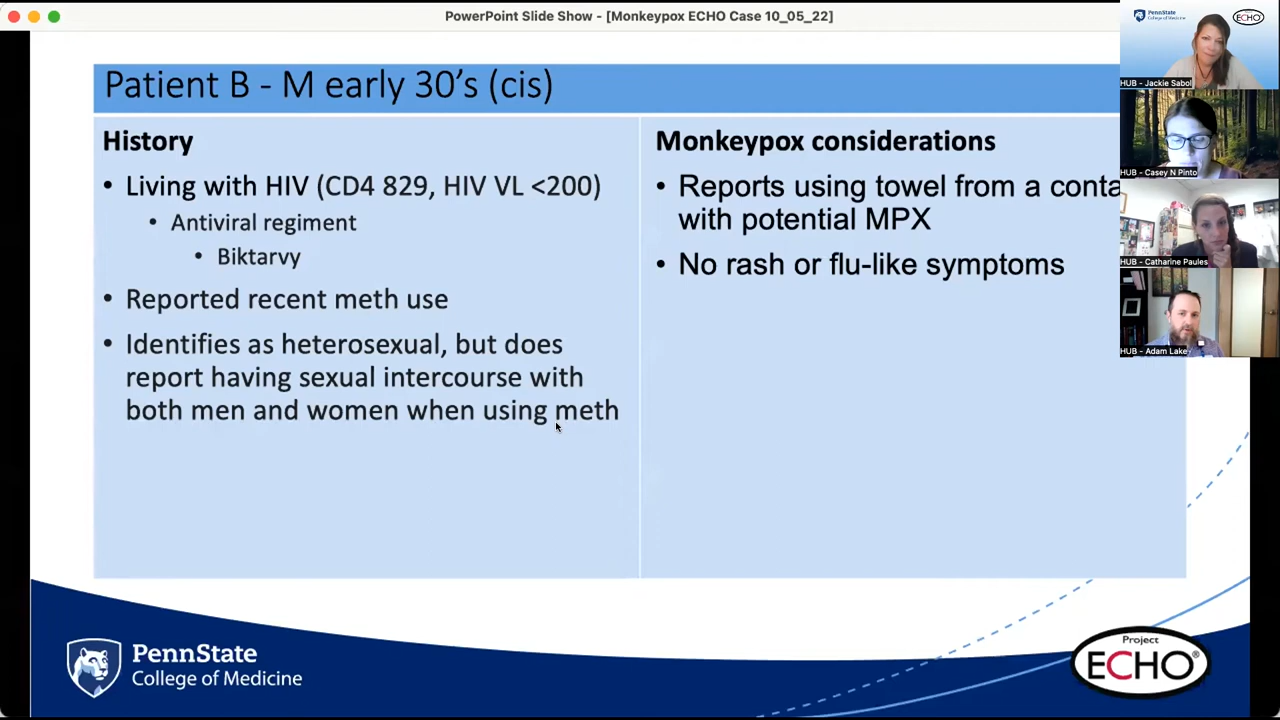 PowerPoint Slide Show - [Monkeypox ECHO Case 10_05_22]
Patient B - M early 30's (cis)
History
• Living with HIV (CD4 829, HIV VL <200)
• Antiviral regiment
• Biktarvy
• Reported recent meth use
• Identifies as heterosexual, but does
report having sexual intercourse with
both men and women when using meth
Monkeypox considerations
• Reports using towel from a conta
with potential MPX
• No rash or flu-like symptoms
PennState
College of Medicine
ECHO
HUB - Jackie Sabol
HUB - Casey N Pinto
HUB - Catharine Paules
HUB - Adam Lake
PennState
College of Medicine
Project
ECHO®